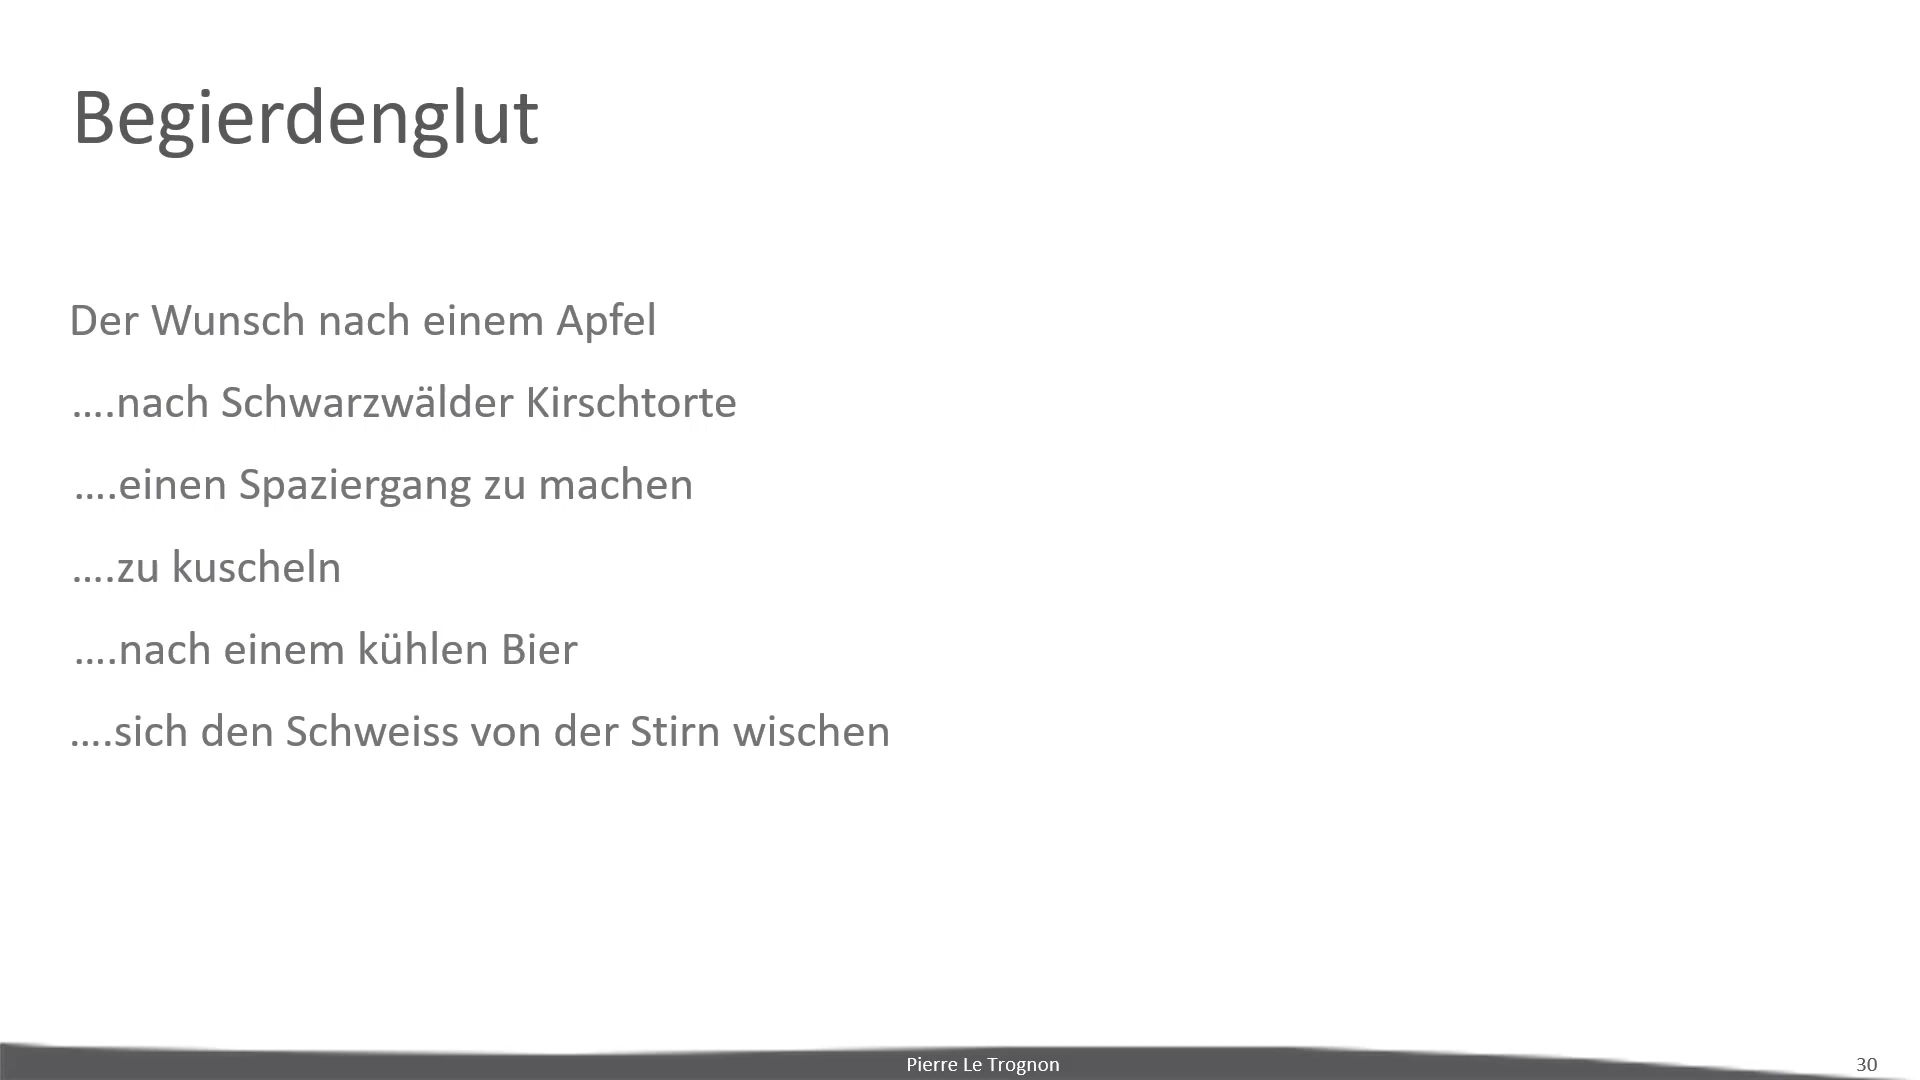 Begierdenglut
Der Wunsch nach einem Apfel
….nach Schwarzwälder Kirschtorte
….einen Spaziergang zu machen
….zu kuscheln
….nach einem kühlen Bier
….sich den Schweiss von der Stirn wischen
Pierre Le Trognon
30